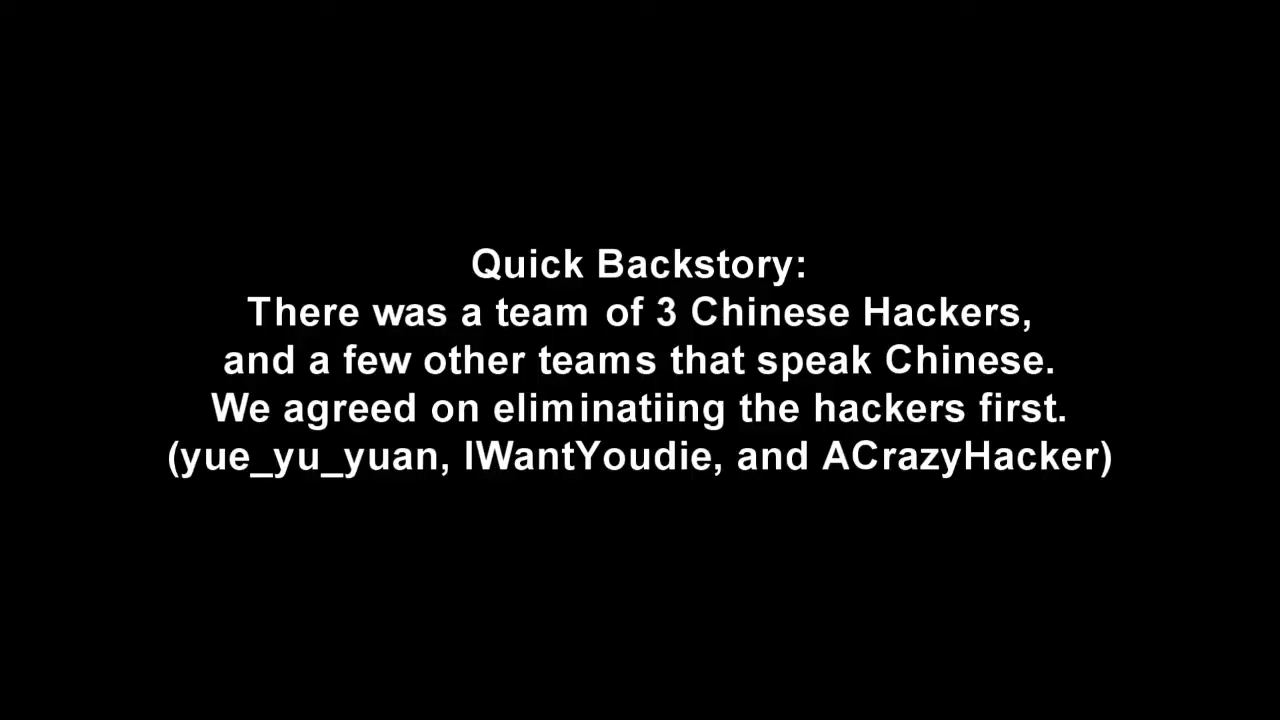 Quick Backstory:
There was a team of 3 Chinese Hackers,
and a few other teams that speak Chinese.
We agreed on eliminatiing the hackers first.
(yue_yu_yuan, IWantYoudie, and ACrazyHacker)